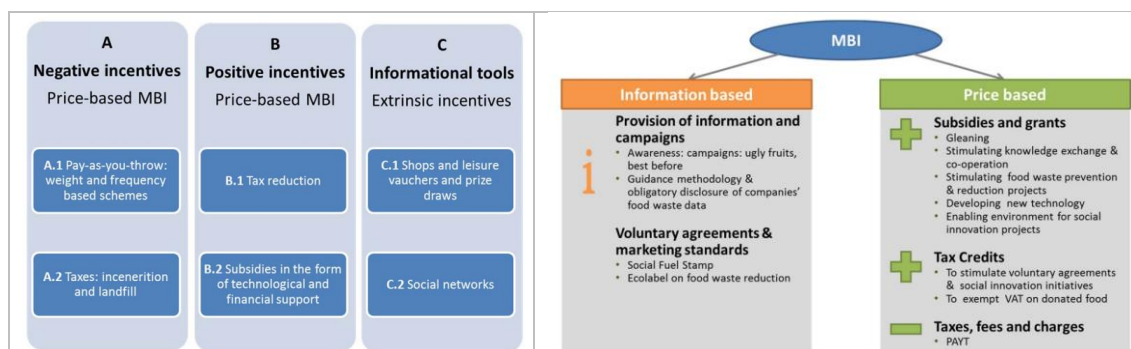 A
Negative incentives
Price-based MBI
A.1 Pay-as-you-throw:
weight and frequency
based schemes
A.2 Taxes: incenerition
and landfill
B
Positive incentives
Price-based MBI
B.1 Tax reduction
B.2 Subsidies in the form
of technological and
financial support
C
Informational tools
Extrinsic incentives
C.1 Shops and leisure
vauchers and prize
draws
C.2 Social networks
MBI
Information based
i
Provision of information and
campaigns
• Awareness: campaigns: ugly fruits,
best before
• Guidance methodology &
obligatory disclosure of companies'
food waste data
Voluntary agreements &
marketing standards
• Social Fuel Stamp
• Ecolabel on food waste reduction
Price based
Subsidies and grants
• Gleaning
• Stimulating knowledge exchange &
co-operation
• Stimulating food waste prevention
& reduction projects
• Developing new technology
• Enabling environment for social
innovation projects
Tax Credits
• To stimulate voluntary agreements
& social innovation initiatives
• To exempt VAT on donated food
Taxes, fees and charges
• PAYT